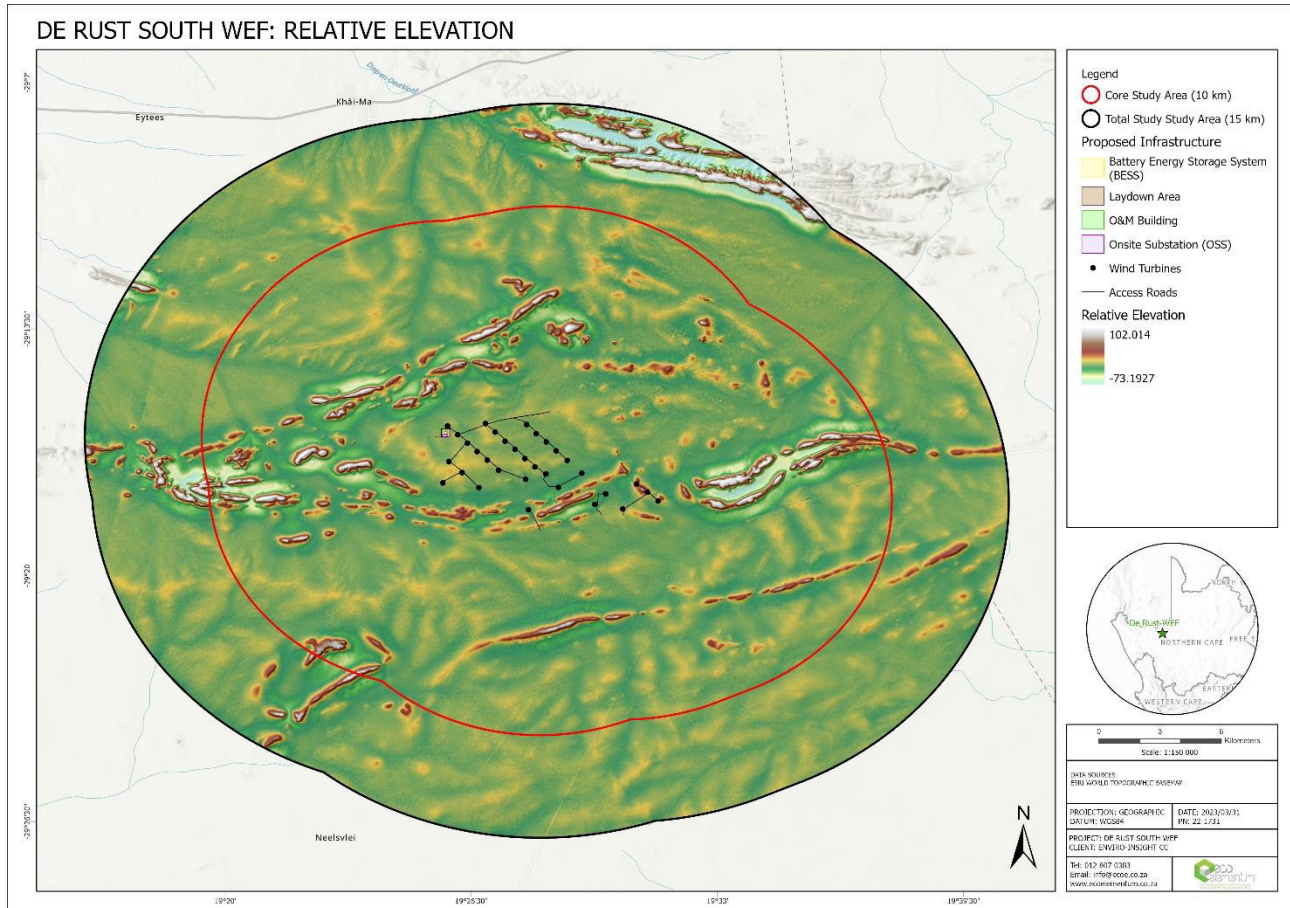 DE RUST SOUTH WEF: RELATIVE ELEVATION
-29°7'
-29°13'30"
-29°20'
-29°26'30"
19°20'
19°26'30"
19°33'
19°39'30"
Eytees
Khâi-Ma
Neelsvlei
N
Legend
Core Study Area (10 km)
Total Study Study Area (15 km)
Proposed Infrastructure
Battery Energy Storage System
(BESS)
Laydown Area
O&M Building
Onsite Substation (OSS)
Wind Turbines
Access Roads
Relative Elevation
102.014
-73.1927
De_Rust-WEF
NORTHERN CAPE
FREE S
EASTER
WESTERN CAPE
0 3 6
Kilometers
Scale: 1:150 000
DATA SOURCES:
ESRI WORLD TOPOGRAPHIC BASEMAP
PROJECTION: GEOGRAPHIC
DATUM: WGS84
DATE: 2023/03/31
PN: 22-1731
PROJECT: DE RUST SOUTH WEF
CLIENT: ENVIRO-INSIGHT CC
Tel: 012 807 0383
Email: info@ecoe.co.za
www.ecoelementum.co.za
eco
elementum